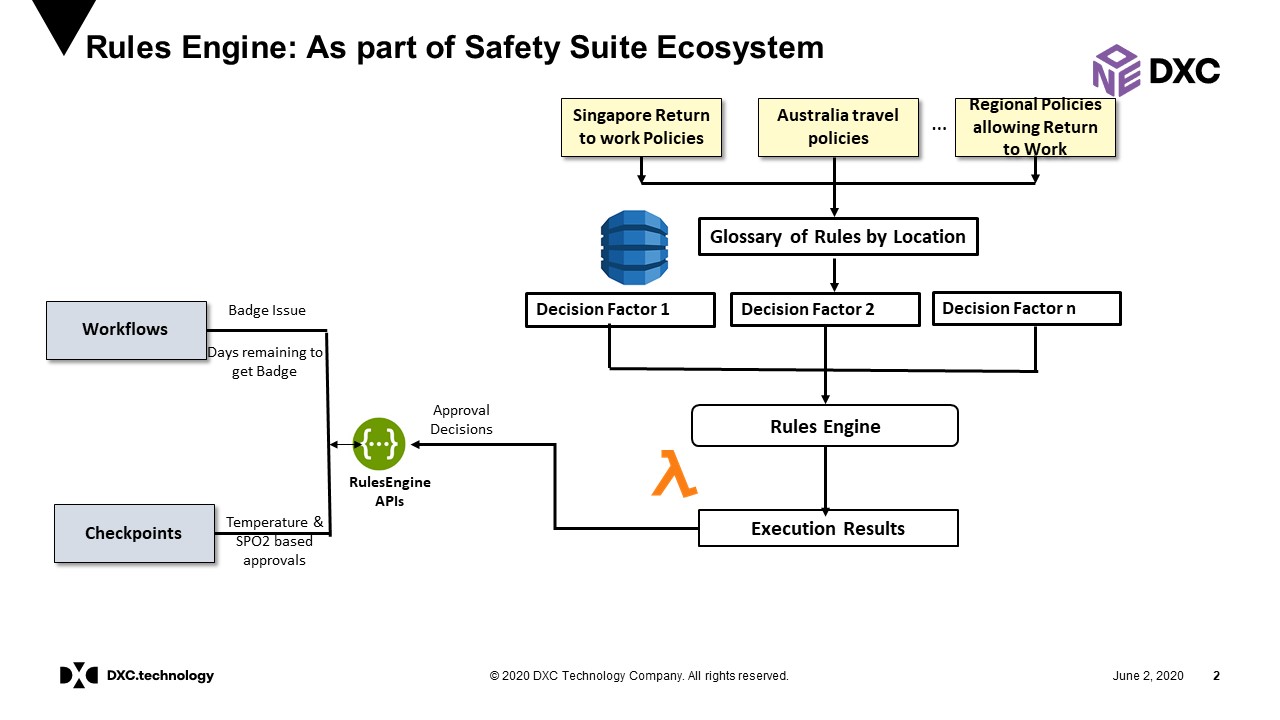 Rules Engine: As part of Safety Suite Ecosystem
ONE DXC
Singapore Return
to work Policies
Australia travel
policies
...
Regional Policies
allowing Return
to Work
Glossary of Rules by Location
Decision Factor 1
Decision Factor 2
Decision Factor n
Workflows
Badge Issue
Days remaining to
get Badge
Approval
Decisions
{...}
RulesEngine
APIs
Rules Engine
λ
Execution Results
Checkpoints
Temperature &
SPO2 based
approvals
DXC.technology
© 2020 DXC Technology Company. All rights reserved.
June 2, 2020
2